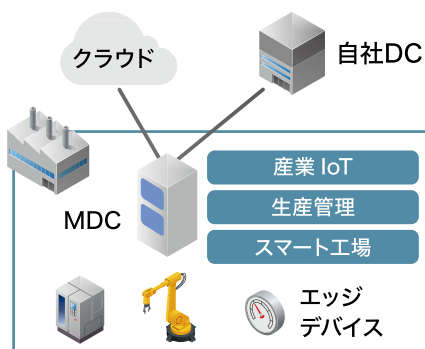 クラウド
自社DC
MDC
産業 IoT
生産管理
スマート工場
エッジ
デバイス